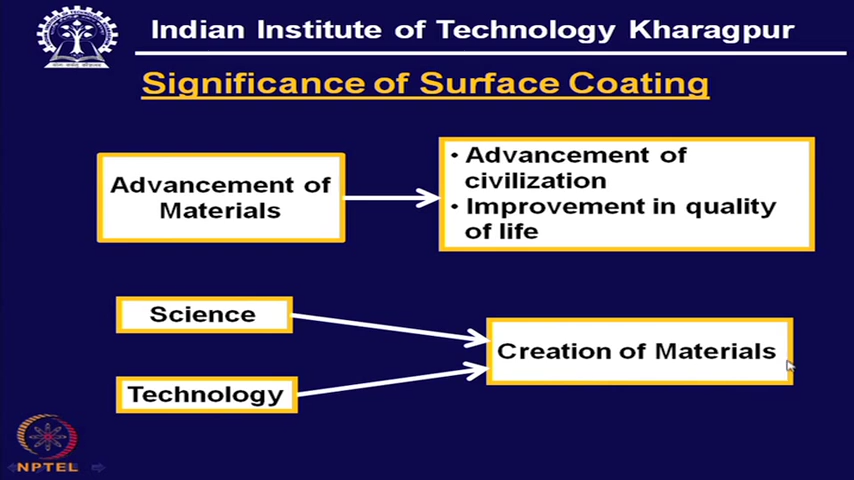 Indian Institute of Technology Kharagpur
Significance of Surface Coating
Advancement of
Materials
• Advancement of
civilization
• Improvement in quality
of life
Science
Technology
Creation of Materials
NPTEL